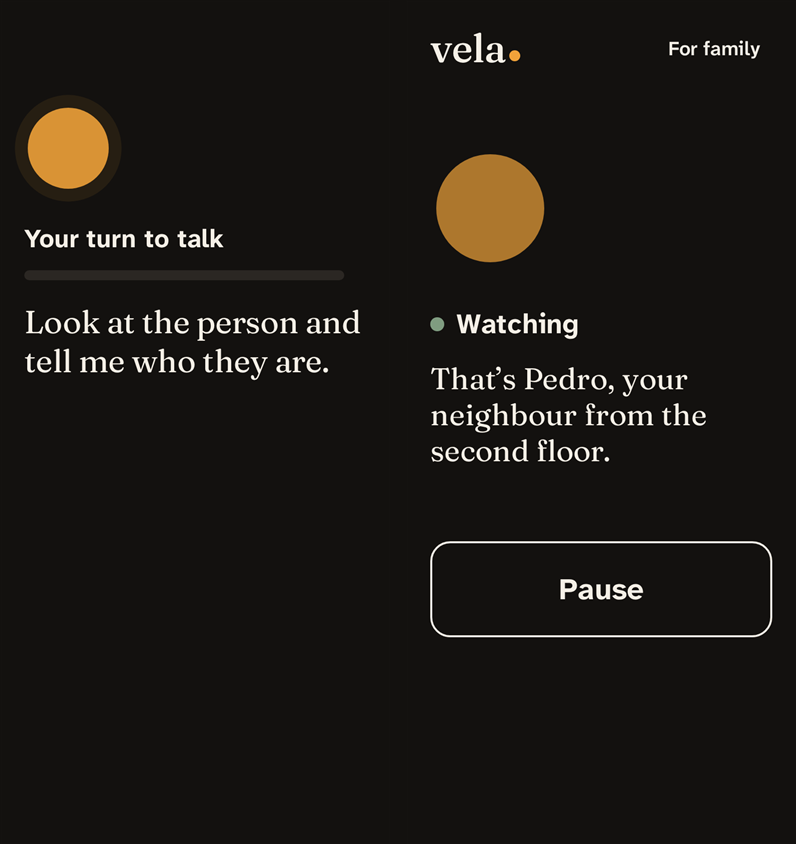 Your turn to talk
Look at the person and
tell me who they are.
vela.
For family
Watching
That’s Pedro, your
neighbour from the
second floor.
Pause